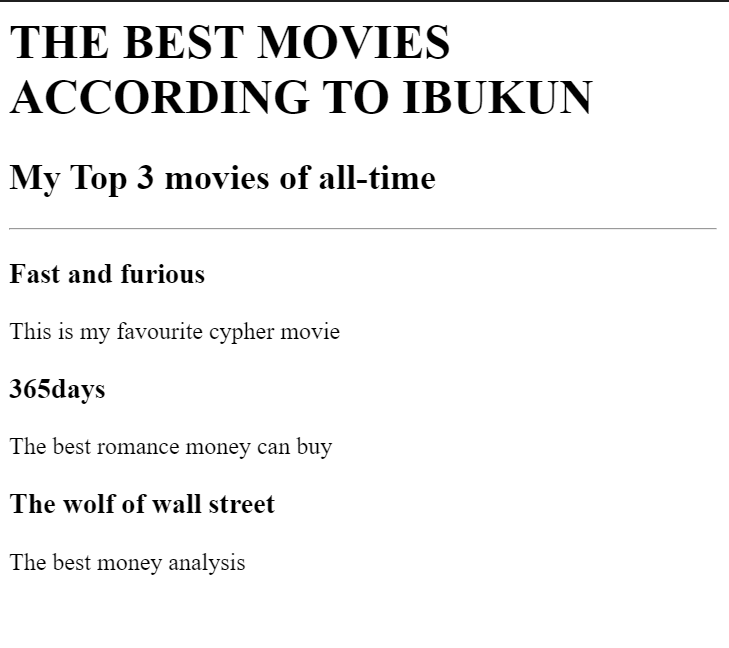 THE BEST MOVIES
ACCORDING TO IBUKUN
My Top 3 movies of all-time
Fast and furious
This is my favourite cypher movie
365days
The best romance money can buy
The wolf of wall street
The best money analysis